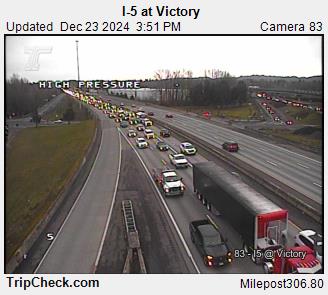 I-5 at Victory
Updated Dec 23 2024 3:51 PM Camera 83
HIGH PRESSURE
S
83 - I5 @ Victory
TripCheck.com Milepost306.80